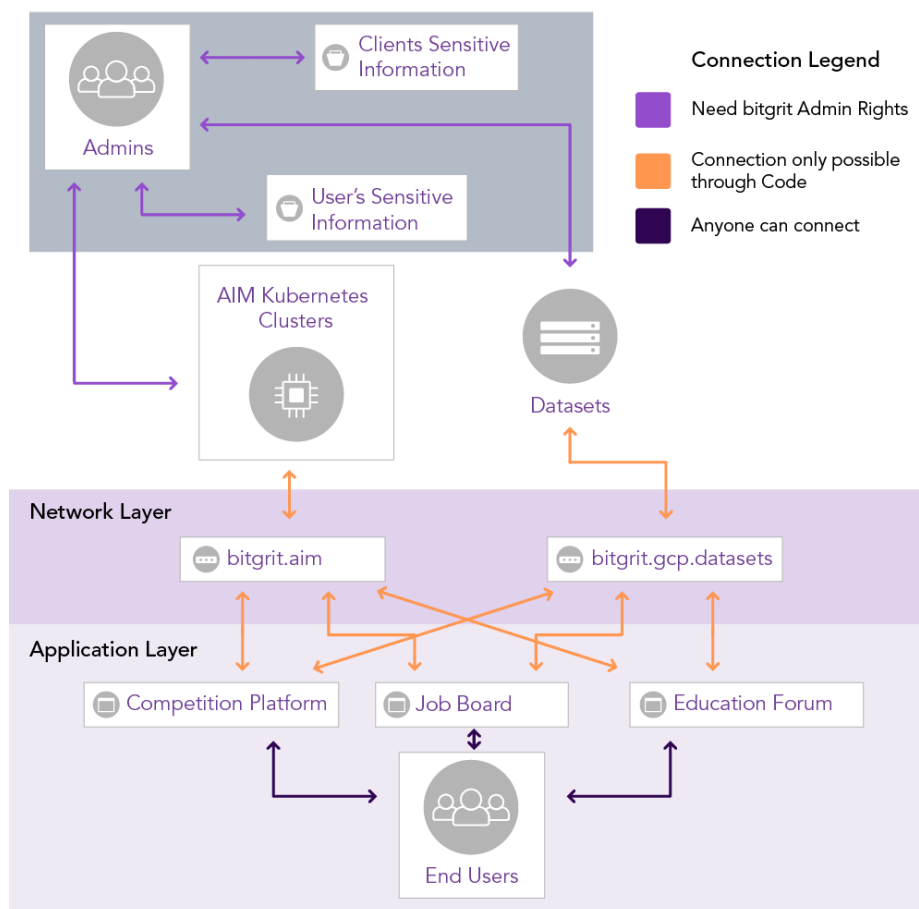 Clients Sensitive
Information
Admins
User's Sensitive
Information
Connection Legend
Need bitgrit Admin Rights
Connection only possible
through Code
Anyone can connect
AIM Kubernetes
Clusters
Datasets
Network Layer
bitgrit.aim
bitgrit.gcp.datasets
Application Layer
Competition Platform
Job Board
Education Forum
End Users